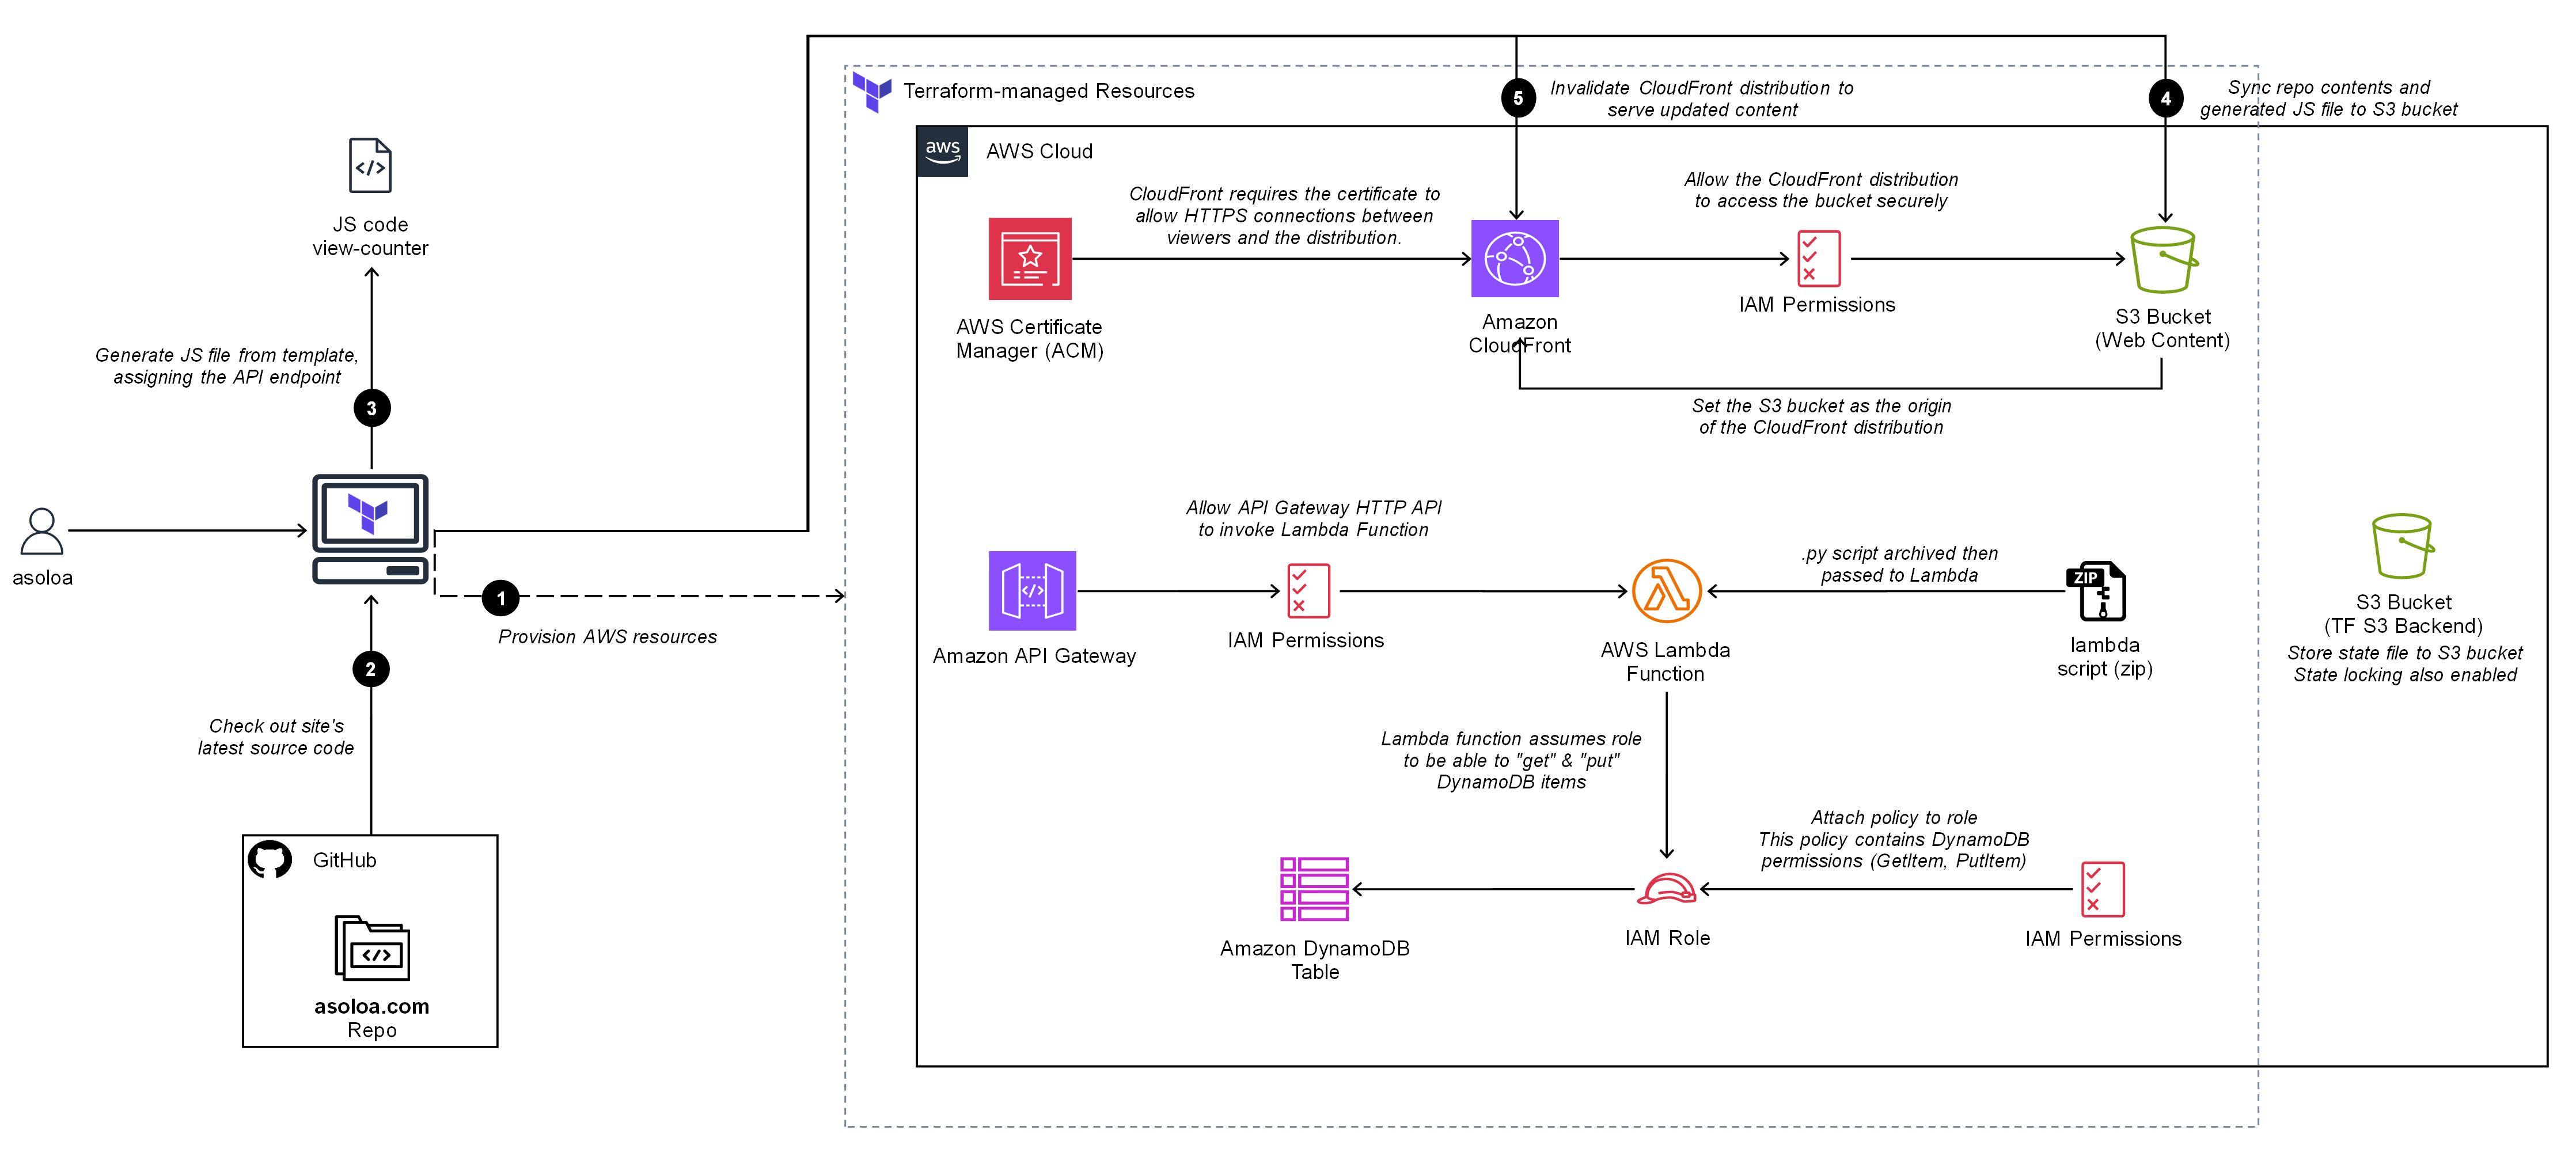 5
Invalidate CloudFront distribution to
serve updated content
4
Sync repo contents and
generated JS file to S3 bucket
Terraform-managed Resources
aws
AWS Cloud
</>
JS code
view-counter
CloudFront requires the certificate to
allow HTTPS connections between
viewers and the distribution.
Allow the CloudFront distribution
to access the bucket securely
AWS Certificate
Manager (ACM)
Amazon
CloudFront
IAM Permissions
S3 Bucket
(Web Content)
Generate JS file from template,
assigning the API endpoint
3
Set the S3 bucket as the origin
of the CloudFront distribution
asoloa
1
Provision AWS resources
Allow API Gateway HTTP API
to invoke Lambda Function
</>
Amazon API Gateway
IAM Permissions
AWS Lambda
Function
.py script archived then
passed to Lambda
ZIP
lambda
script (zip)
S3 Bucket
(TF S3 Backend)
Store state file to S3 bucket
State locking also enabled
2
Check out site's
latest source code
Lambda function assumes role
to be able to "get" & "put"
DynamoDB items
Attach policy to role
This policy contains DynamoDB
permissions (GetItem, PutItem)
GitHub
</>
asoloa.com
Repo
Amazon DynamoDB
Table
IAM Role
IAM Permissions